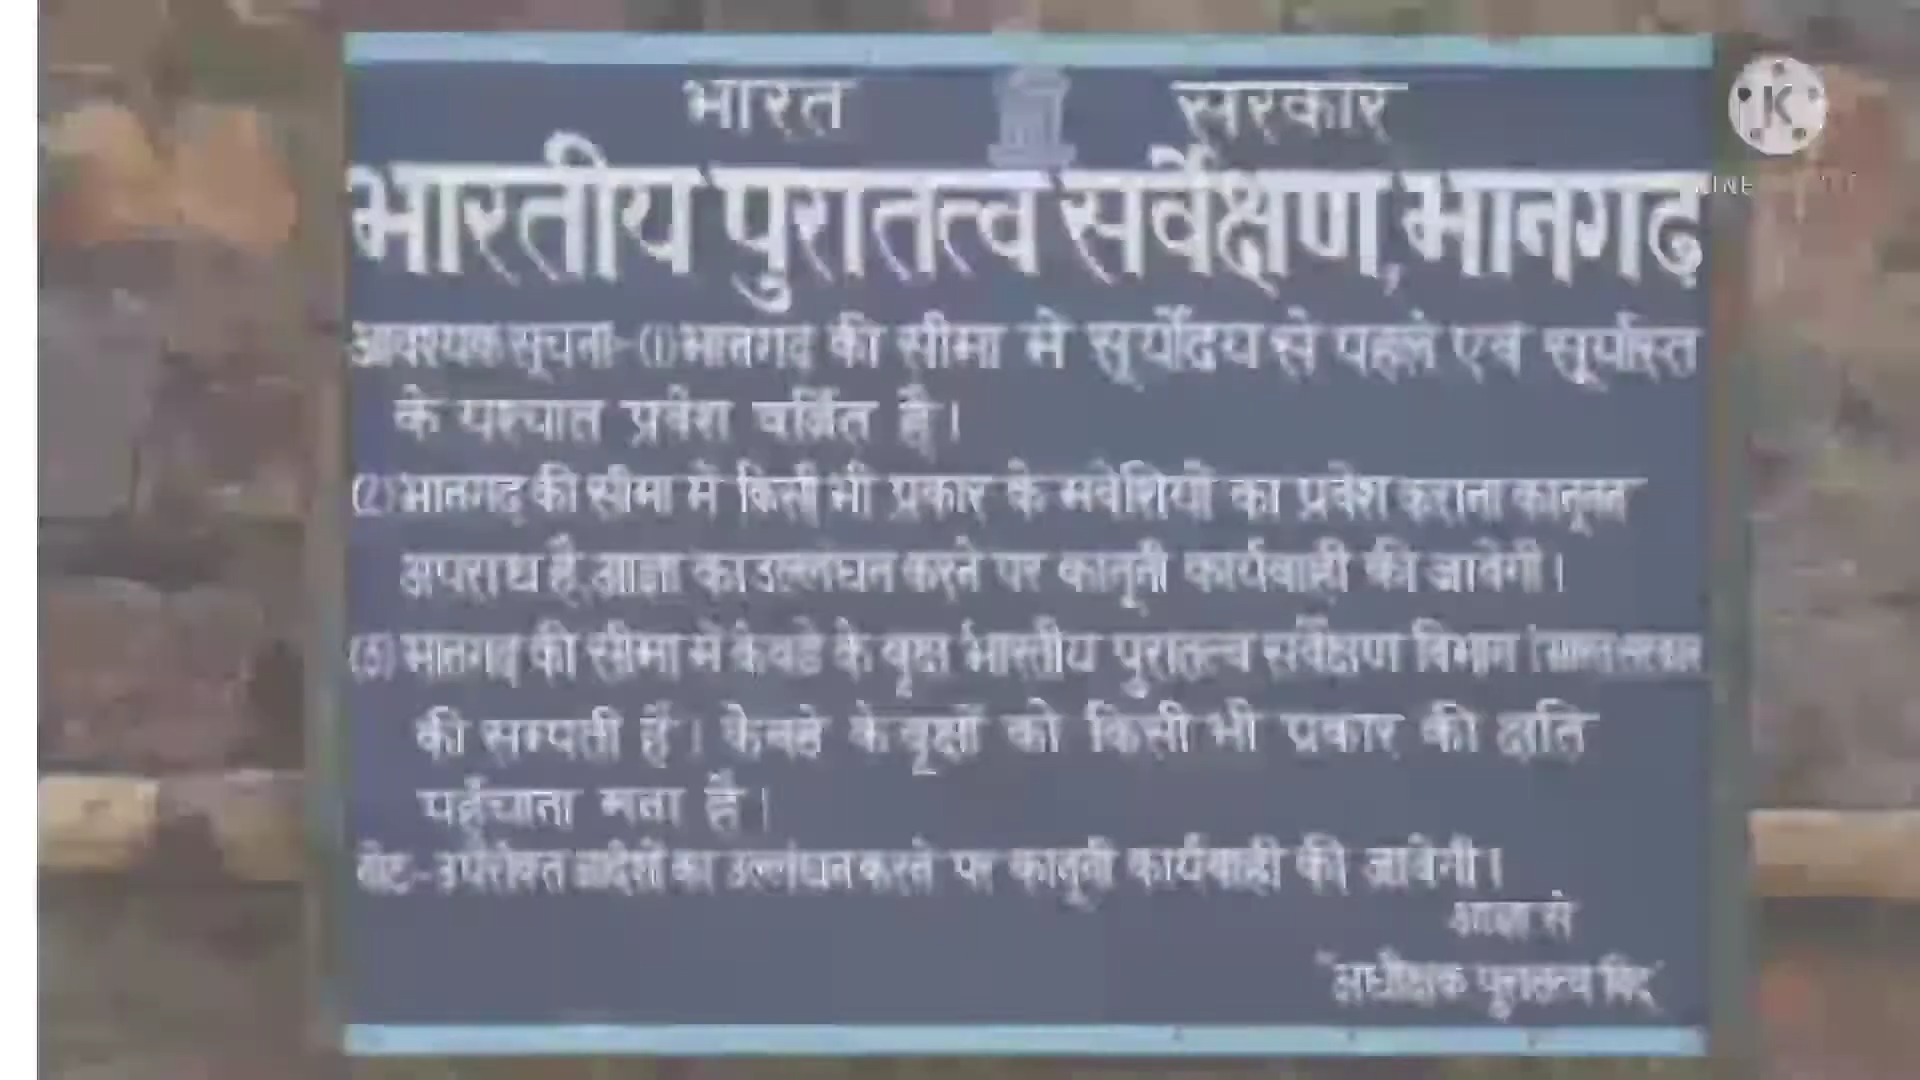 भारत सरकार
भारतीय पुरातत्व सर्वेक्षण, भानगढ़
आवश्यक सूचना:- (1) भानगढ़ की सीमा में सूर्योदय से पहले एवं सूर्यास्त
के पश्चात प्रवेश वर्जित है।
(2) भानगढ़ की सीमा में किसी भी प्रकार के मवेशियों का प्रवेश कराना कानूनन
अपराध है, आज्ञा का उल्लंघन करने पर कानूनी कार्यवाही की जावेगी।
(3) भानगढ़ की सीमा में केवडे के वृक्ष भारतीय पुरातत्व सर्वेक्षण विभाग (भारत सरकार
की सम्पती हैं। केवडे के वृक्षों को किसी भी प्रकार की क्षति
पहुँचाना मना है।
नोट:- उपरोक्त आदेशों का उल्लंघन करने पर कानूनी कार्यवाही की जावेगी।
आज्ञा से
"अधीक्षक पुरातत्व विद"
K